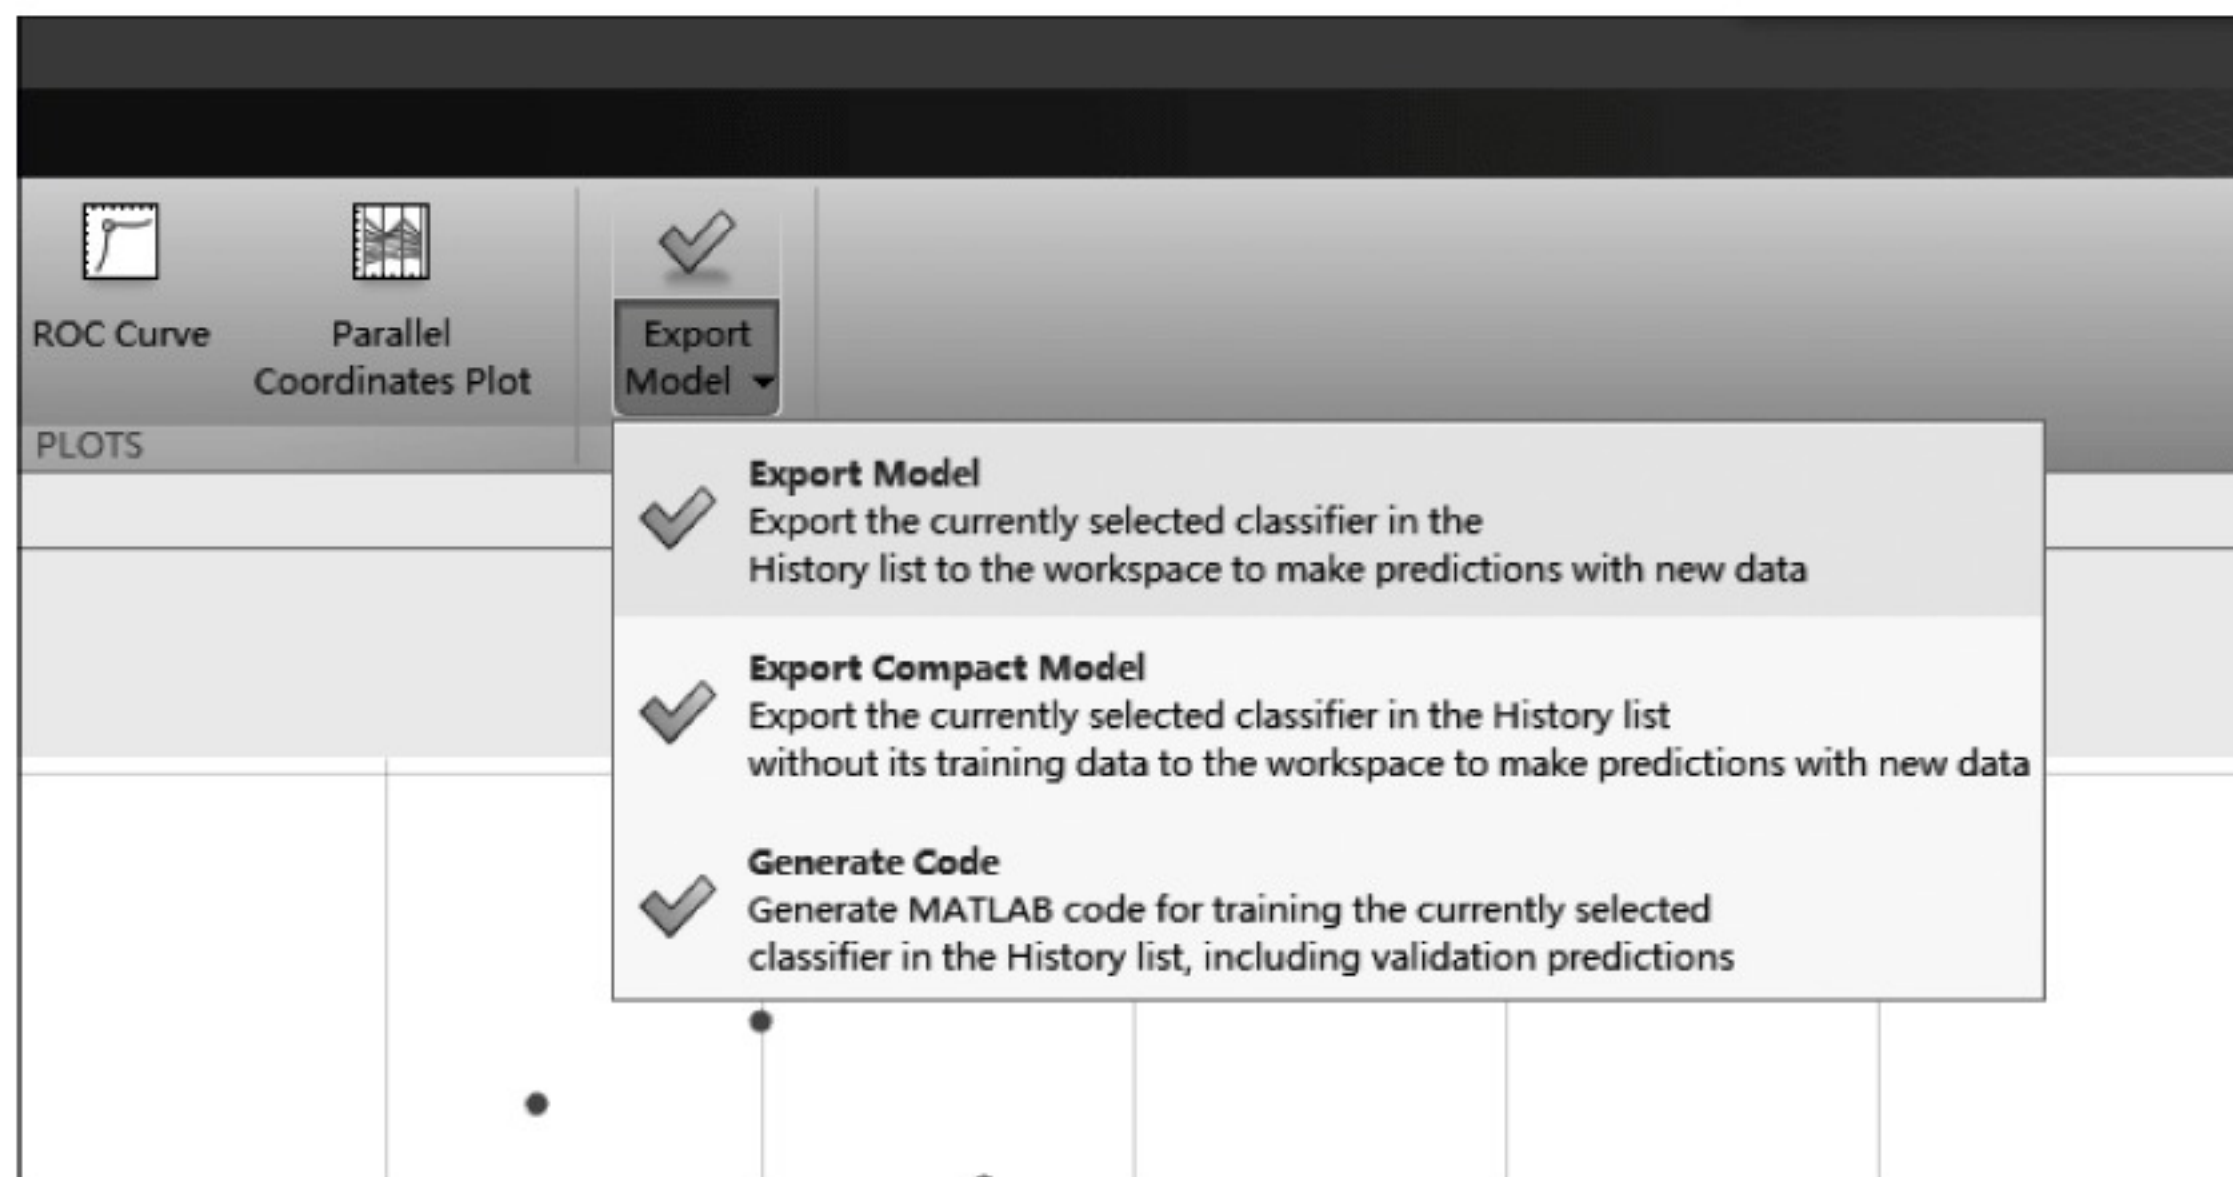 ROC Curve
Parallel
Coordinates Plot
Export
Model
PLOTS
Export Model
Export the currently selected classifier in the
History list to the workspace to make predictions with new data
Export Compact Model
Export the currently selected classifier in the History list
without its training data to the workspace to make predictions with new data
Generate Code
Generate MATLAB code for training the currently selected
classifier in the History list, including validation predictions